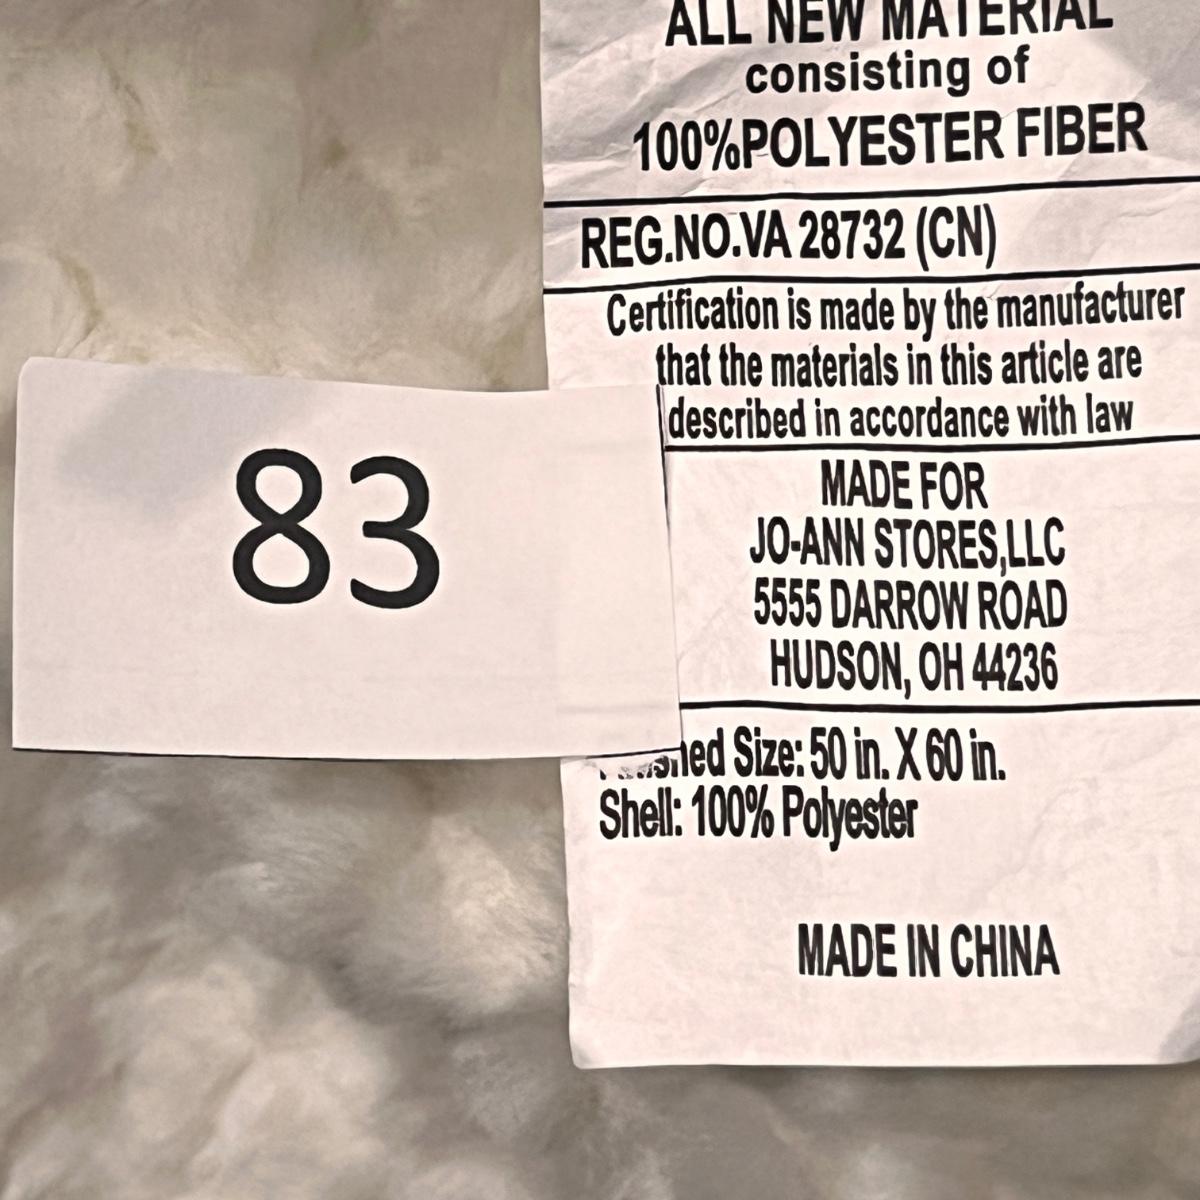 ALL NEW MATERIAL
consisting of
100%POLYESTER FIBER
REG.NO.VA 28732 (CN)
Certification is made by the manufacturer
that the materials in this article are
described in accordance with law
83
MADE FOR
JO-ANN STORES,LLC
5555 DARROW ROAD
HUDSON, OH 44236
Size: 50 in. X 60 in.
Shell: 100% Polyester
MADE IN CHINA